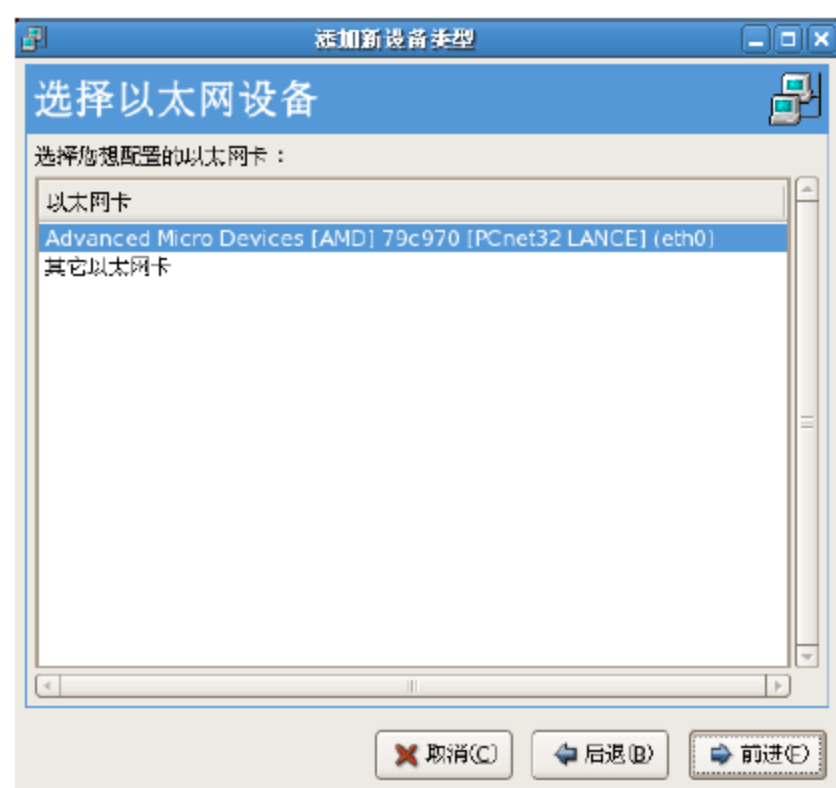 添加新设备类型
选择以太网设备
选择您想配置的以太网卡：
以太网卡
Advanced Micro Devices [AMD] 79c970 [PCnet32 LANCE] (eth0)
其它以太网卡
取消(C) 后退(B) 前进(F)